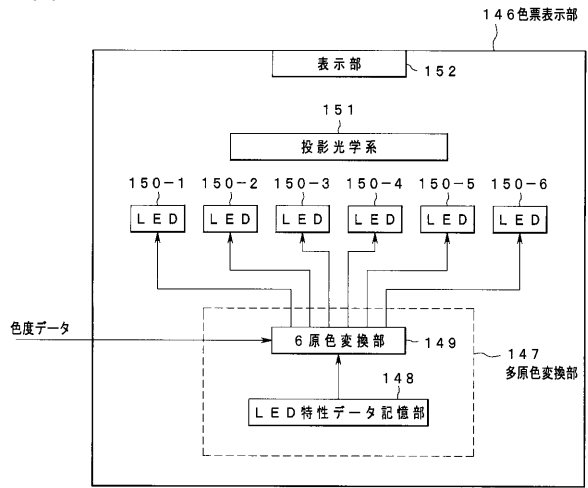 146色票表示部
表示部
152
151
投影光学系
150-1 150-2 150-3 150-4 150-5 150-6
LED LED LED LED LED LED
色度データ
6原色変換部
149
147
多原色変換部
148
LED特性データ記憶部